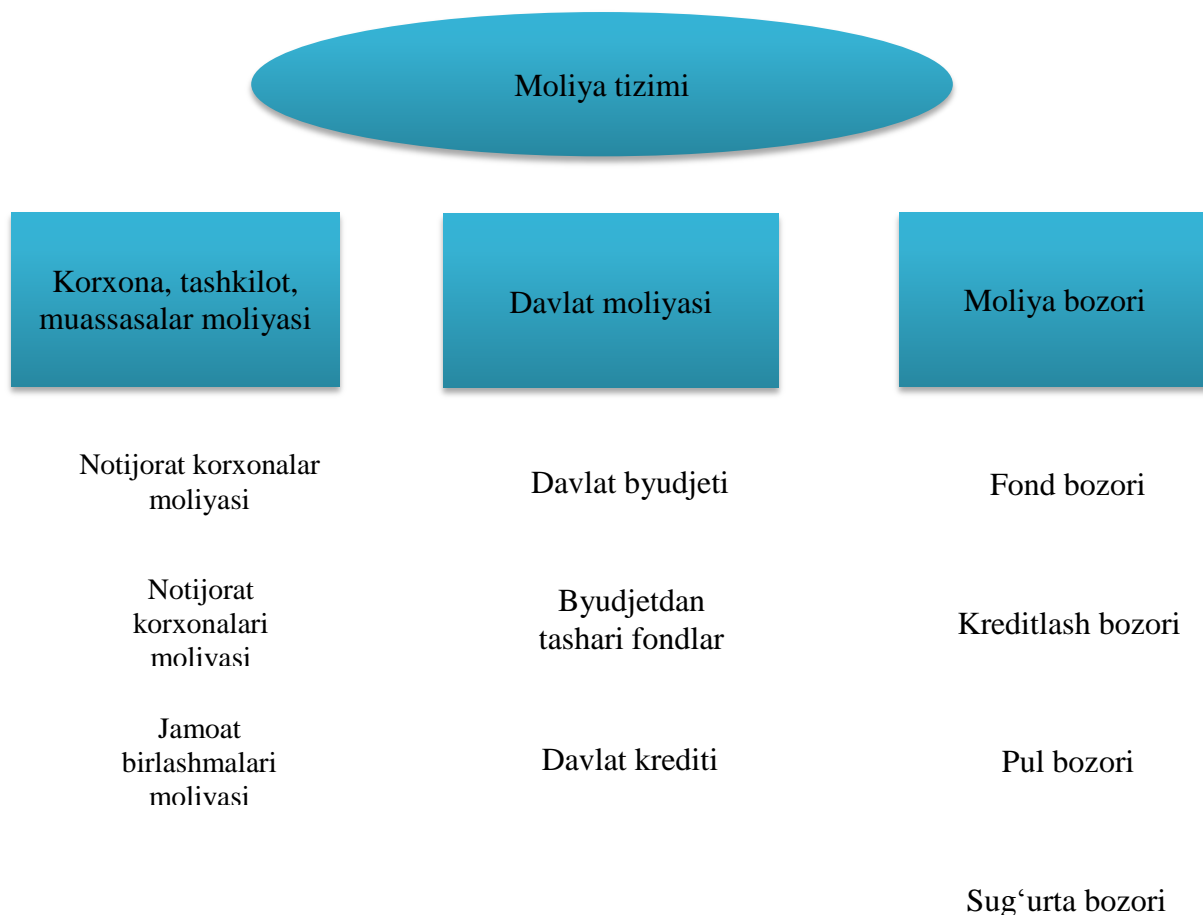 Moliya tizimi
Korxona, tashkilot,
muassasalar moliyasi
Davlat moliyasi
Moliya bozori
Notijorat korxonalar
moliyasi
Davlat byudjeti
Fond bozori
Notijorat
korxonalari
moliyasi
Byudjetdan
tashari fondlar
Kreditlash bozori
Jamoat
birlashmalari
moliyasi
Davlat krediti
Pul bozori
Sug‘urta bozori